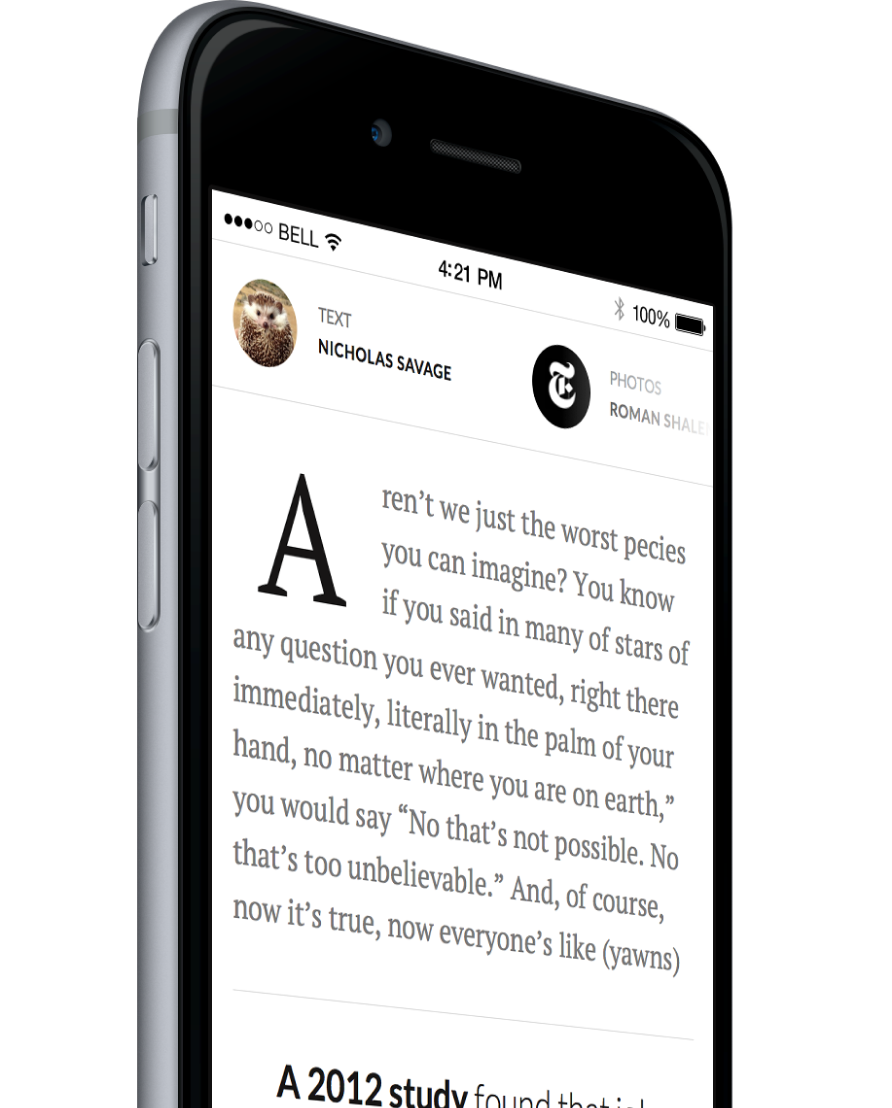 BELL
4:21 PM
100%
TEXT
NICHOLAS SAVAGE
PHOTOS
ROMAN
Aren’t we just the worst pecies
you can imagine? You know
if you said in many of stars of
any question you ever wanted, right there
immediately, literally in the palm of your
hand, no matter where you are on earth,”
you would say “No that’s not possible. No
that’s too unbelievable.” And, of course,
now it’s true, now everyone’s like (yawns)
A 2012 study found that